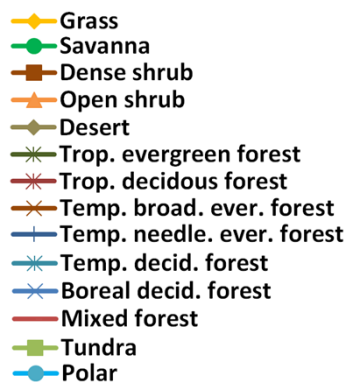 Grass
Savanna
Dense shrub
Open shrub
Desert
Trop. evergreen forest
Trop. decidous forest
Temp. broad. ever. forest
Temp. needle. ever. forest
Temp. decid. forest
Boreal decid. forest
Mixed forest
Tundra
Polar